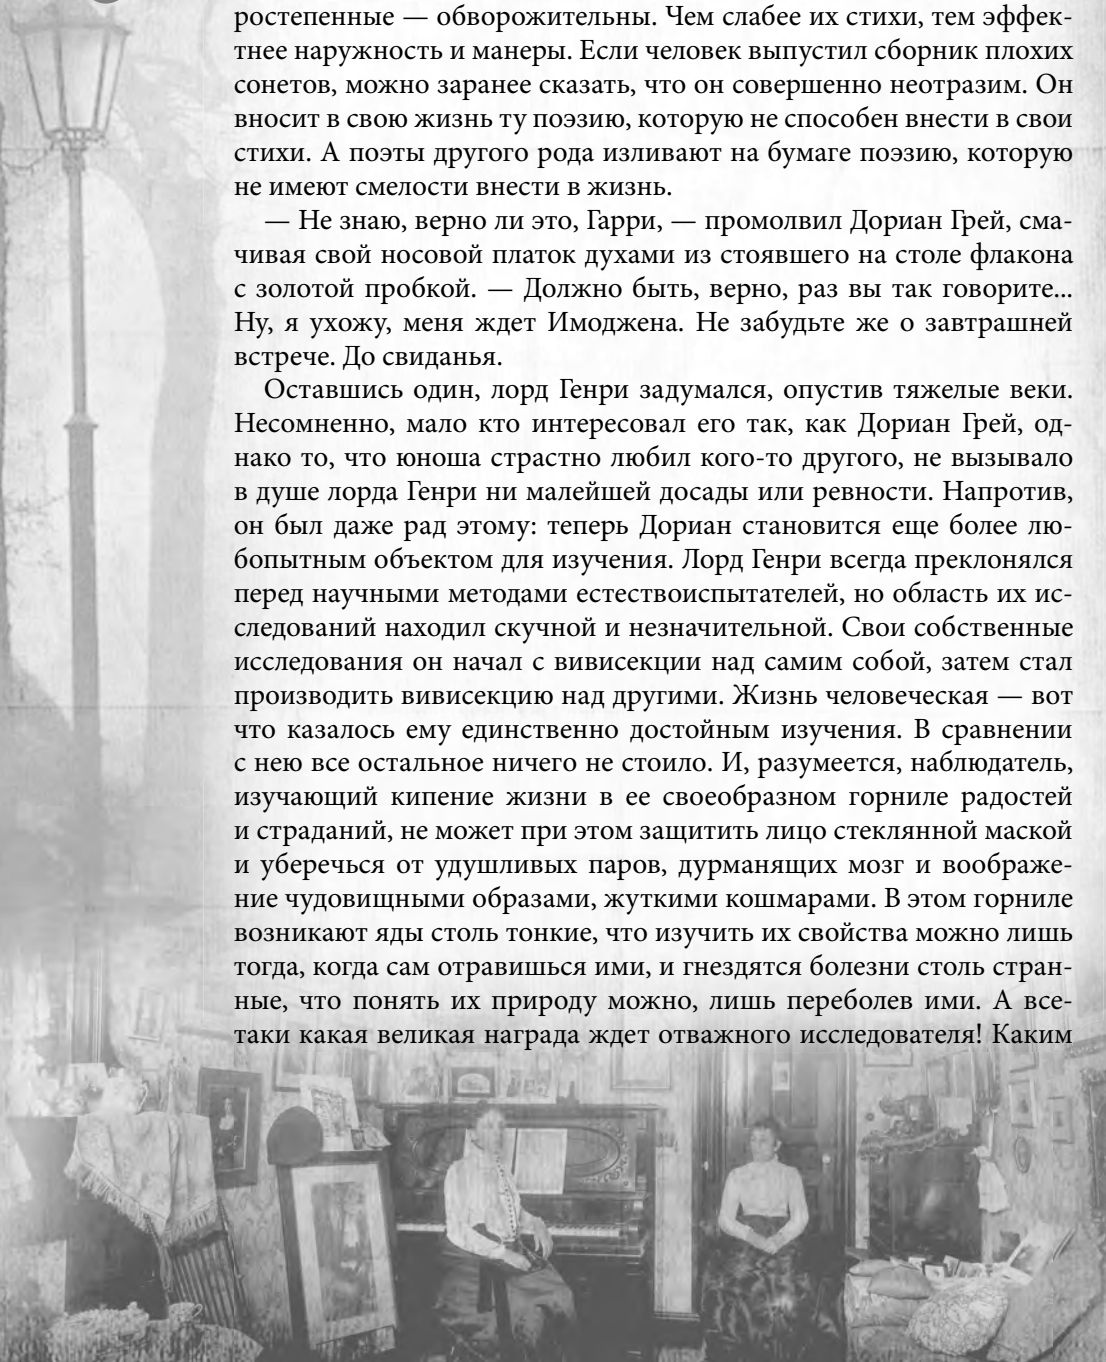 ростепенные — обворожительны. Чем слабее их стихи, тем эффек-
тнее наружность и манеры. Если человек выпустил сборник плохих
сонетов, можно заранее сказать, что он совершенно неотразим. Он
вносит в свою жизнь ту поэзию, которую не способен внести в свои
стихи. А поэты другого рода изливают на бумаге поэзию, которую
не имеют смелости внести в жизнь.
— Не знаю, верно ли это, Гарри, — промолвил Дориан Грей, сма-
чивая свой носовой платок духами из стоявшего на столе флакона
с золотой пробкой. — Должно быть, верно, раз вы так говорите...
Ну, я ухожу, меня ждет Имоджена. Не забудьте же о завтрашней
встрече. До свиданья.
Оставшись один, лорд Генри задумался, опустив тяжелые веки.
Несомненно, мало кто интересовал его так, как Дориан Грей, од-
нако то, что юноша страстно любил кого-то другого, не вызывало
в душе лорда Генри ни малейшей досады или ревности. Напротив,
он был даже рад этому: теперь Дориан становится еще более лю-
бопытным объектом для изучения. Лорд Генри всегда преклонялся
перед научными методами естествоиспытателей, но область их ис-
следований находил скучной и незначительной. Свои собственные
исследования он начал с вивисекции над самим собой, затем стал
производить вивисекцию над другими. Жизнь человеческая — вот
что казалось ему единственно достойным изучения. В сравнении
с нею все остальное ничего не стоило. И, разумеется, наблюдатель,
изучающий кипение жизни в ее своеобразном горниле радостей
и страданий, не может при этом защитить лицо стеклянной маской
и уберечься от удушливых паров, дурманящих мозг и воображе-
ние чудовищными образами, жуткими кошмарами. В этом горниле
возникают яды столь тонкие, что изучить их свойства можно лишь
тогда, когда сам отравишься ими, и гнездятся болезни столь стран-
ные, что понять их природу можно, лишь переболев ими. А все-
таки какая великая награда ждет отважного исследователя! Каким